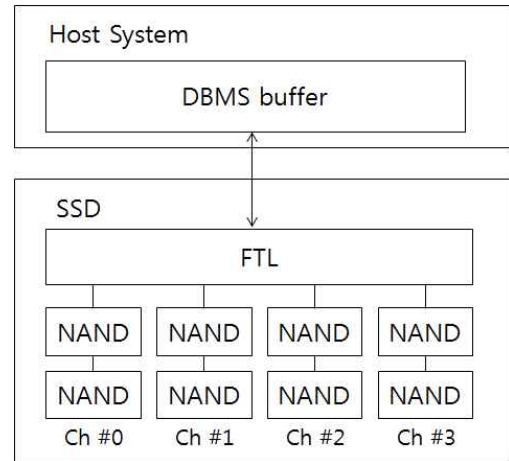 Host System
DBMS buffer
SSD
FTL
NAND NAND NAND NAND
NAND NAND NAND NAND
Ch #0 Ch #1 Ch #2 Ch #3